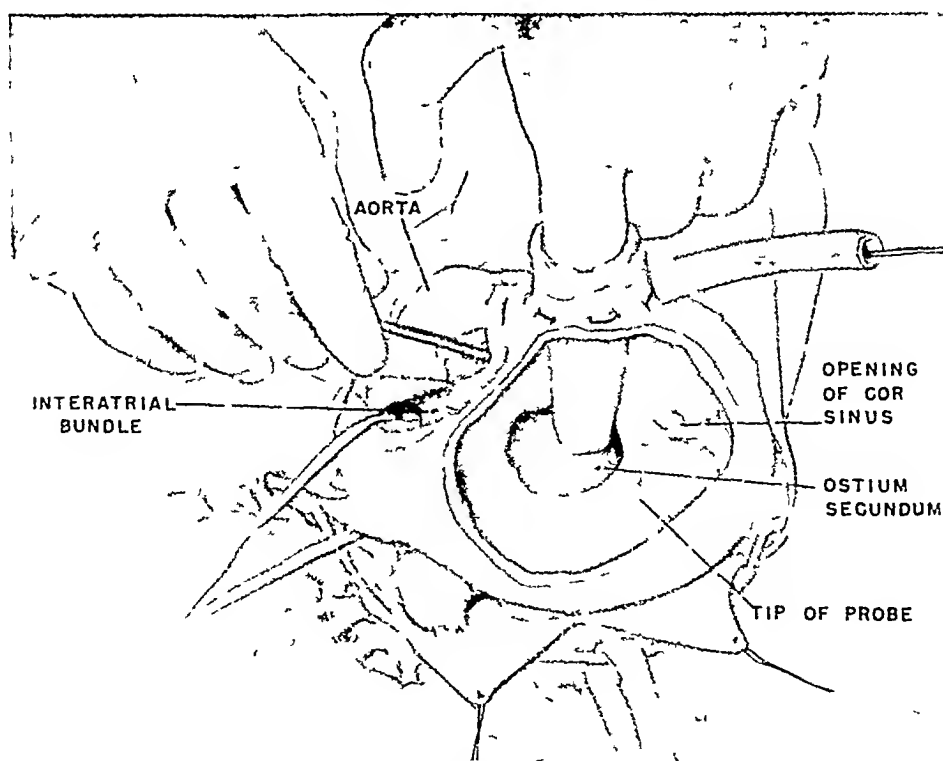 AORTA
INTERATRIAL
BUNDLE
OPENING
OF COR
SINUS
OSTIUM
SECUNDUM
TIP OF PROBE